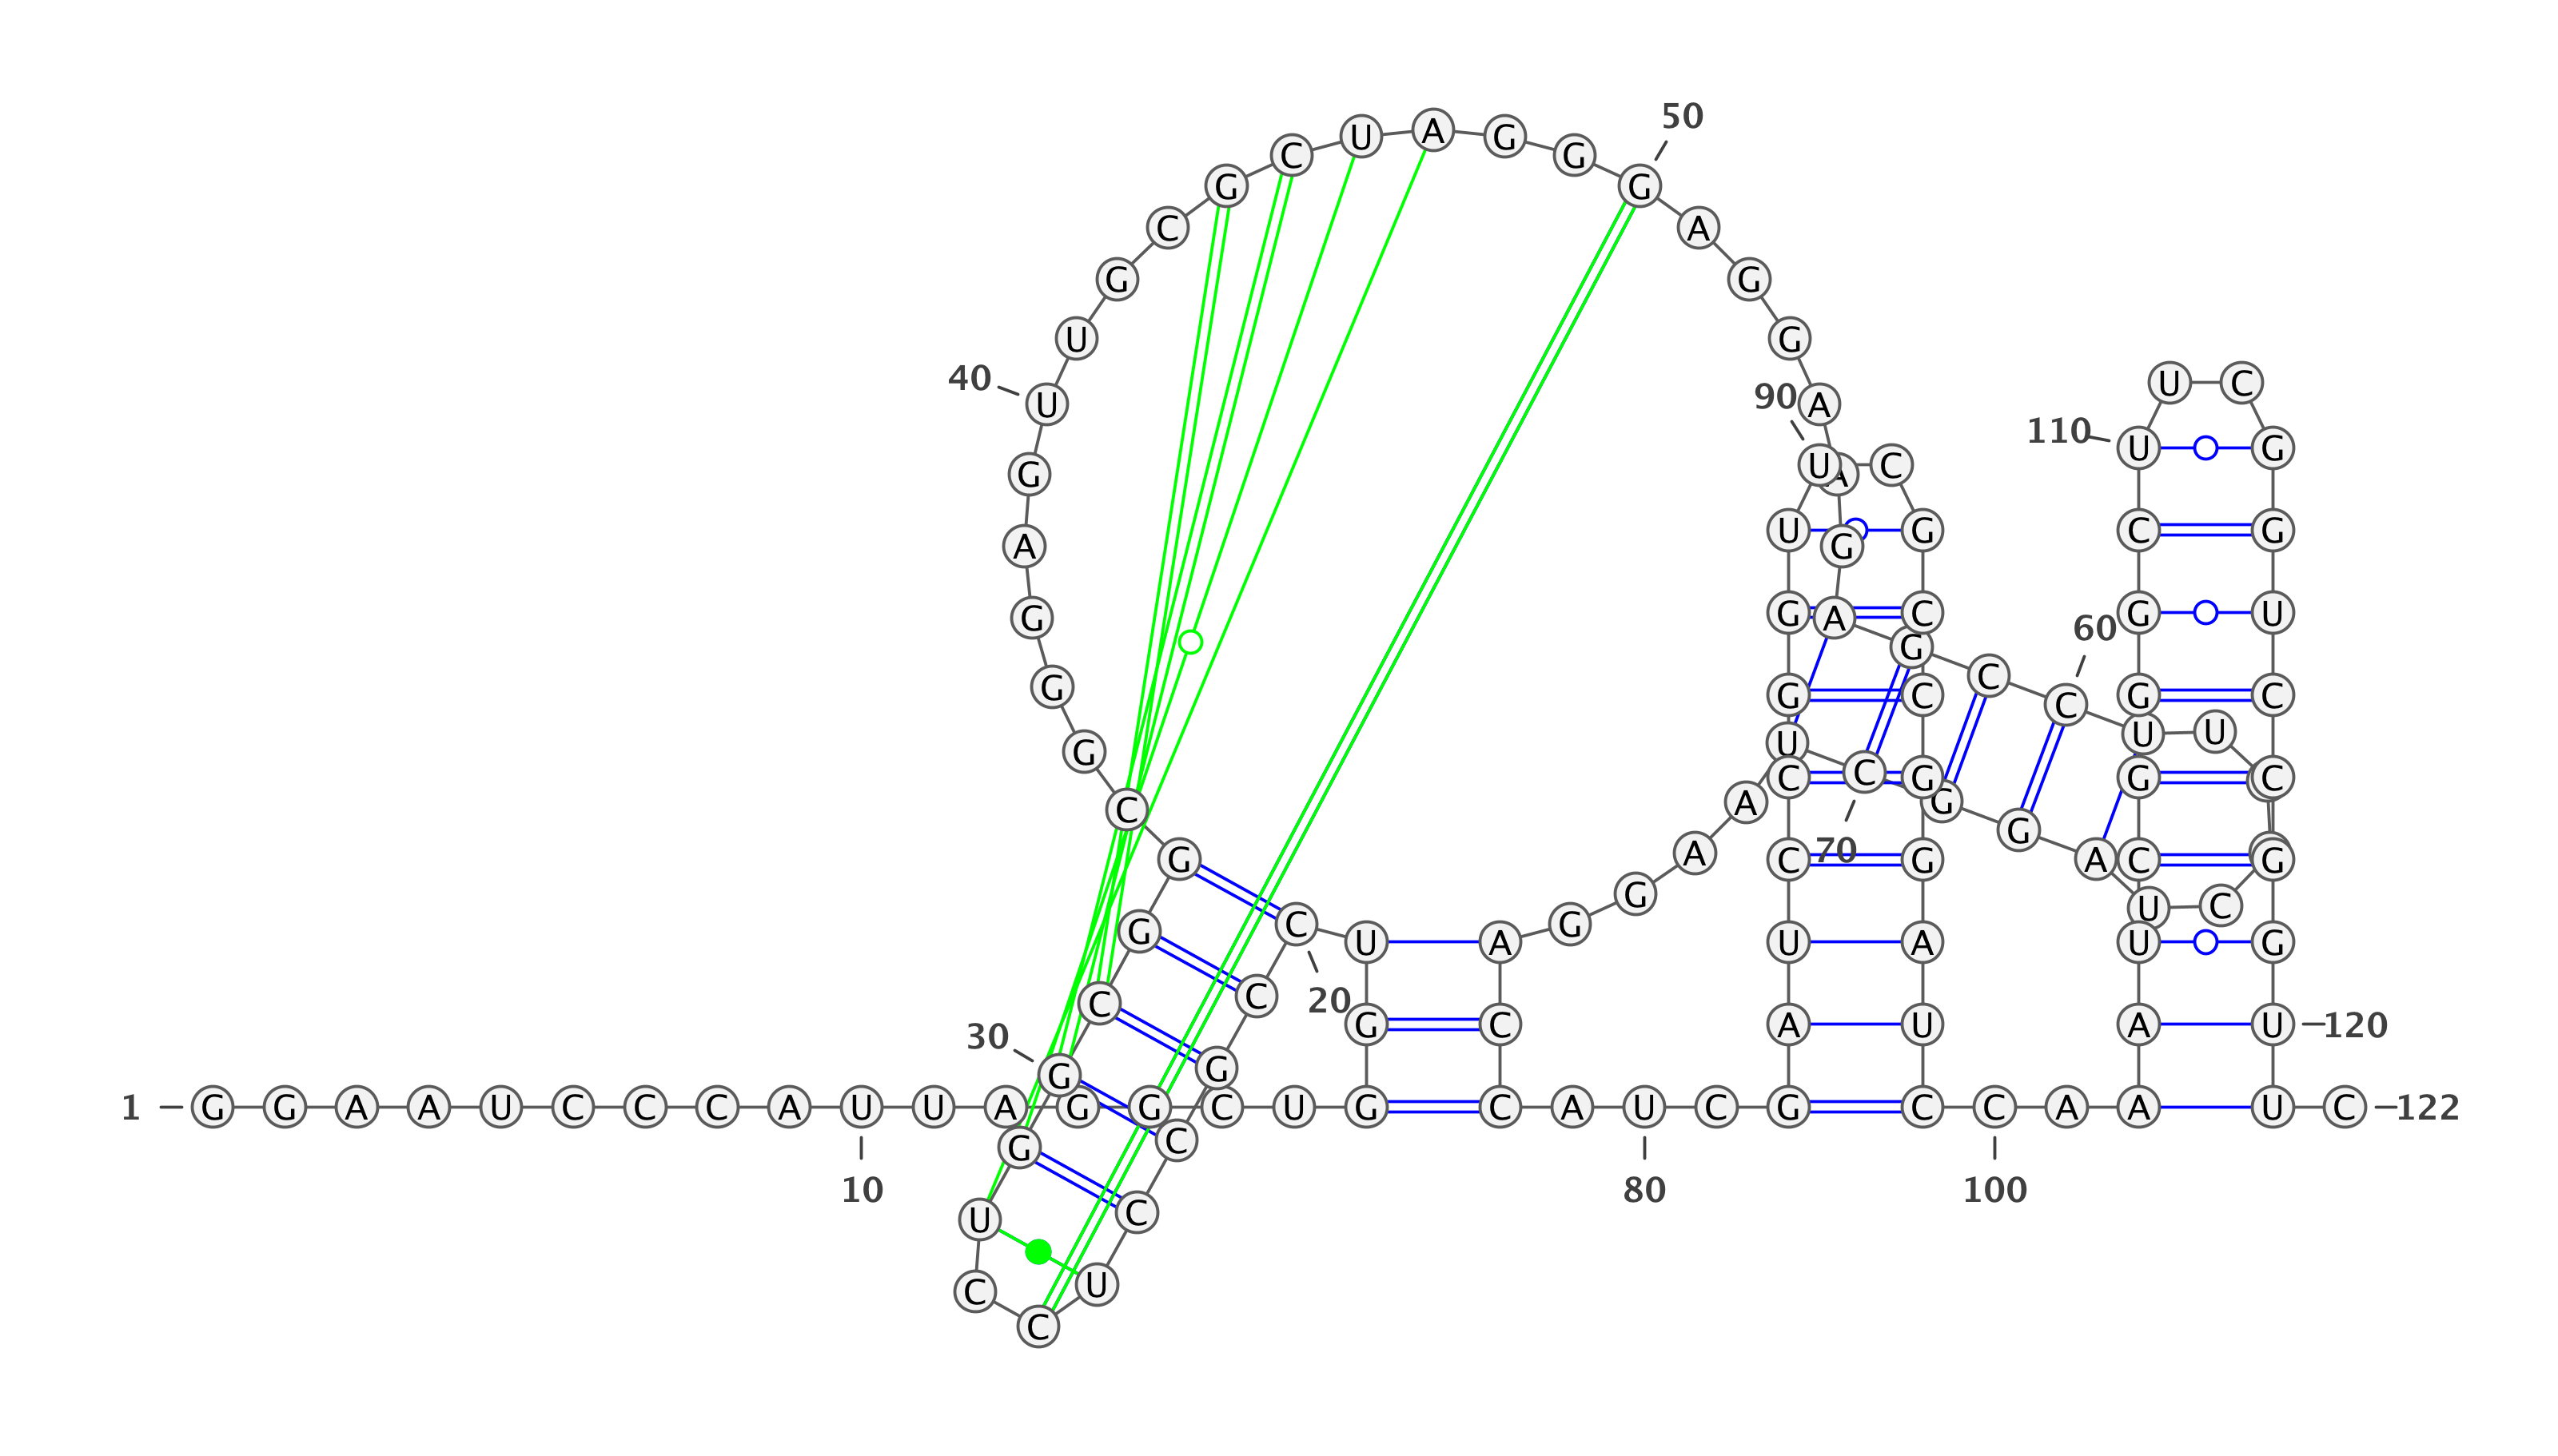 50
C U A G G
G G
C A
G G
U G
U C
40 U 90 A
110 U G
G U A C
U G C G
A G
G C G U
G A 60
G C
G G C C G C
U U
G U
C C G G C
C A G
G
G A C 70 G A C G
G U C
G C U A G U A U G
C C 20 G C A U A U 120
30 G G
1 G G A A U C C C A U U A G G C U G C A U C G C C A A U C 122
G C
10 80 100
U C
C U
C